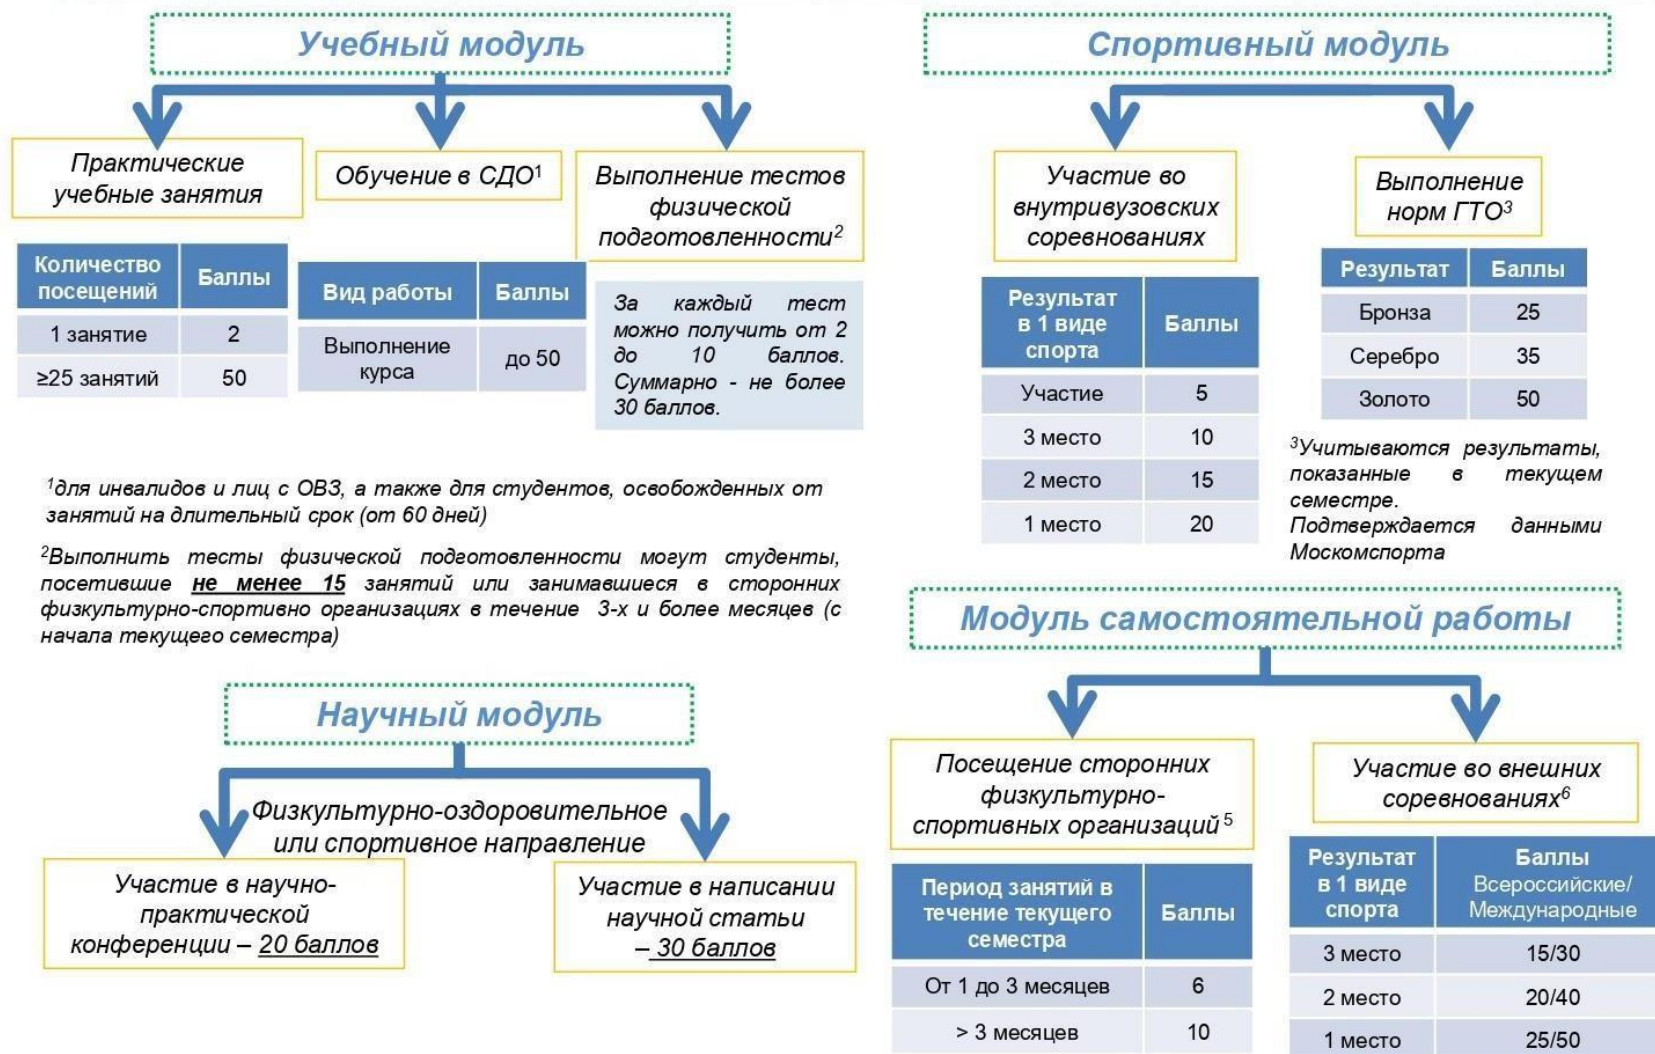 Учебный модуль
Практические
учебные занятия
Количество
посещений
Баллы
1 занятие
2
≥25 занятий
50
Обучение в СДО¹
Вид работы
Баллы
Выполнение
курса
до 50
Выполнение тестов
физической
подготовленности²
За каждый тест
можно получить от 2
до 10 баллов.
Суммарно - не более
30 баллов.
¹для инвалидов и лиц с ОВЗ, а также для студентов, освобожденных от
занятий на длительный срок (от 60 дней)
²Выполнить тесты физической подготовленности могут студенты,
посетившие не менее 15 занятий или занимавшиеся в сторонних
физкультурно-спортивно организациях в течение 3-х и более месяцев (с
начала текущего семестра)
Спортивный модуль
Участие во
внутривузовских
соревнованиях
Результат
в 1 виде
спорта
Баллы
Участие
5
3 место
10
2 место
15
1 место
20
Выполнение
норм ГТО³
Результат
Баллы
Бронза
25
Серебро
35
Золото
50
³Учитываются результаты,
показанные в текущем
семестре.
Подтверждается данными
Москомспорта
Научный модуль
Физкультурно-оздоровительное
или спортивное направление
Участие в научно-
практической
конференции – 20 баллов
Участие в написании
научной статьи
– 30 баллов
Модуль самостоятельной работы
Посещение сторонних
физкультурно-
спортивных организаций ⁵
Период занятий в
течение текущего
семестра
Баллы
От 1 до 3 месяцев
6
> 3 месяцев
10
Участие во внешних
соревнованиях⁶
Результат
в 1 виде
спорта
Баллы
Всероссийские/
Международные
3 место
15/30
2 место
20/40
1 место
25/50